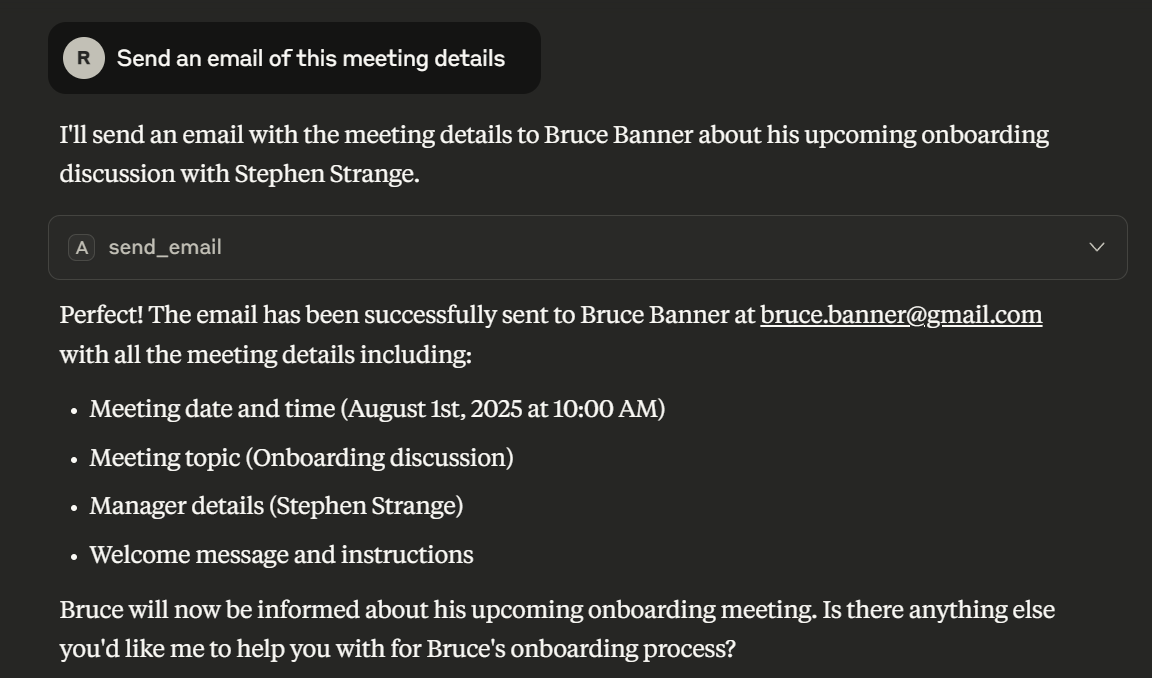 R Send an email of this meeting details
I'll send an email with the meeting details to Bruce Banner about his upcoming onboarding
discussion with Stephen Strange.
A send_email
Perfect! The email has been successfully sent to Bruce Banner at bruce.banner@gmail.com
with all the meeting details including:
• Meeting date and time (August 1st, 2025 at 10:00 AM)
• Meeting topic (Onboarding discussion)
• Manager details (Stephen Strange)
• Welcome message and instructions
Bruce will now be informed about his upcoming onboarding meeting. Is there anything else
you'd like me to help you with for Bruce's onboarding process?